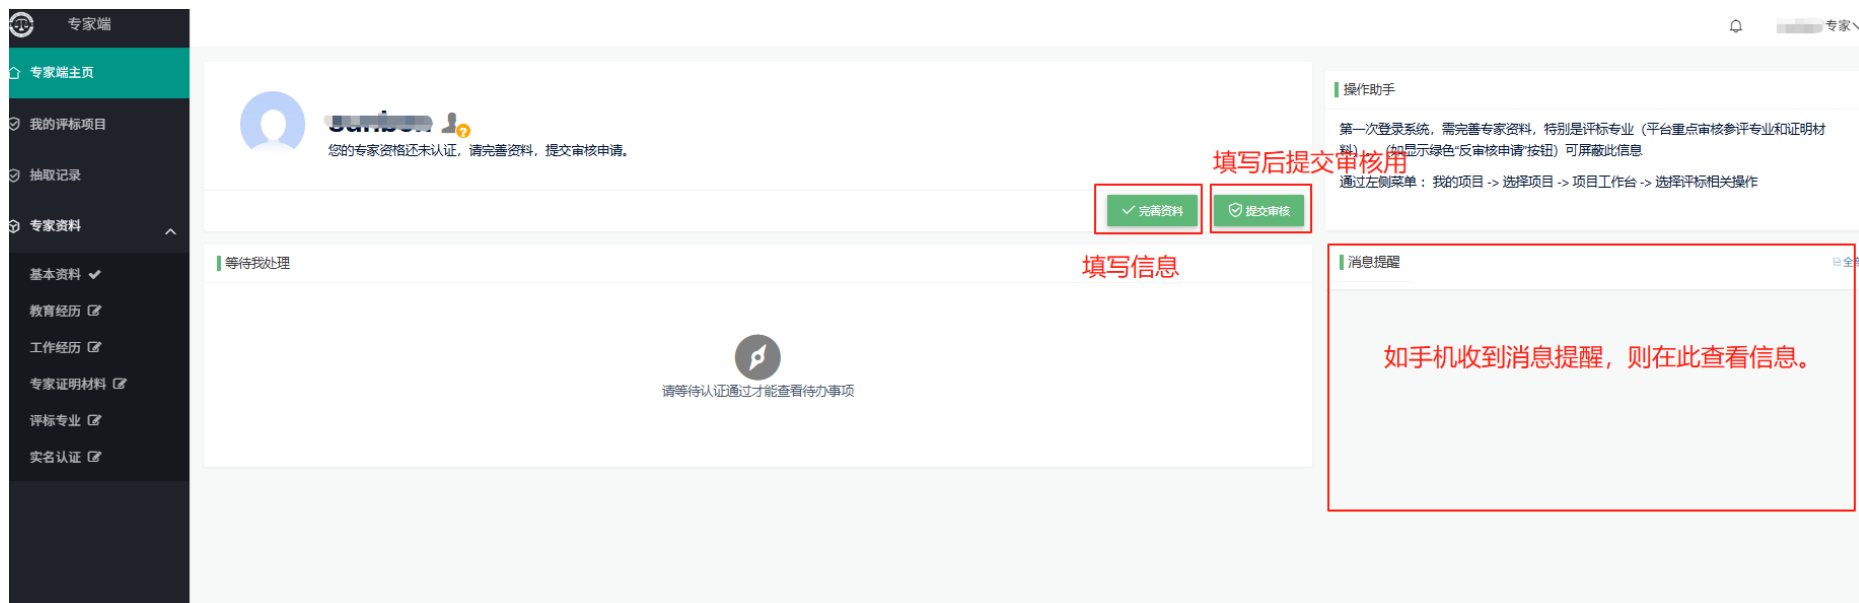 专家端
专家
专家端主页
我的评标项目
抽取记录
专家资料
基本资料
教育经历
工作经历
专家证明材料
评标专业
实名认证
您的专家资格还未认证，请完善资料，提交审核申请。
填写后提交审核用
完善资料
提交审核
填写信息
等待我处理
请等待认证通过才能查看待办事项
操作助手
第一次登录系统，需完善专家资料，特别是评标专业（平台重点审核参评专业和证明材
料）。（如显示绿色“反审核申请”按钮）可屏蔽此信息
通过左侧菜单：我的项目 -> 选择项目 -> 项目工作台 -> 选择评标相关操作
消息提醒
全
如手机收到消息提醒，则在此查看信息。